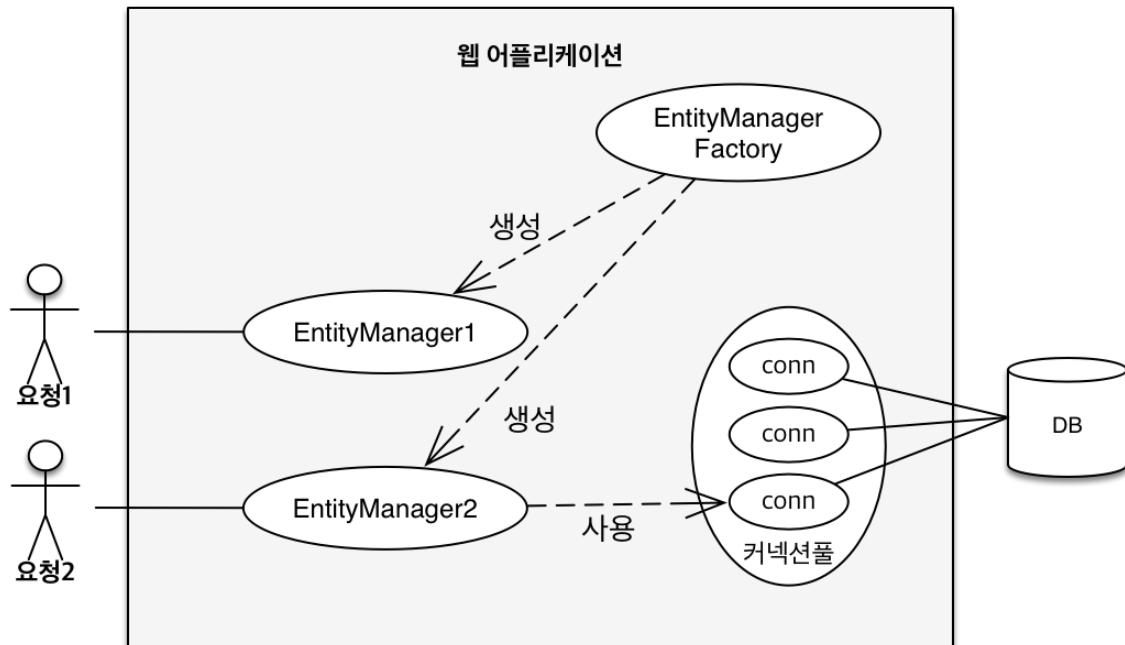 웹 어플리케이션
EntityManager
Factory
생성
요청1
EntityManager1
conn
conn
conn
커넥션풀
DB
생성
요청2
EntityManager2
사용